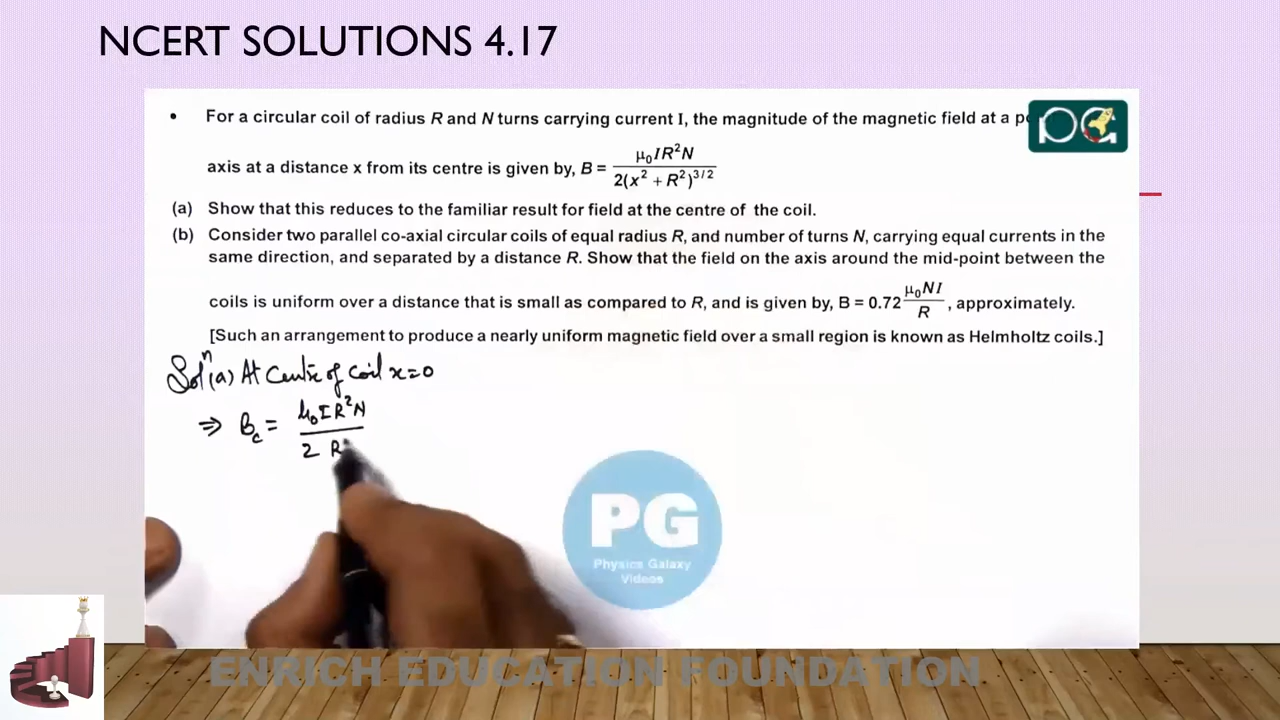 NCERT SOLUTIONS 4.17
• For a circular coil of radius R and N turns carrying current I, the magnitude of the magnetic field at a
axis at a distance x from its centre is given by, B = μ₀IR²N / 2(x² + R²)^3/2
(a) Show that this reduces to the familiar result for field at the centre of the coil.
(b) Consider two parallel co-axial circular coils of equal radius R, and number of turns N, carrying equal currents in the
same direction, and separated by a distance R. Show that the field on the axis around the mid-point between the
coils is uniform over a distance that is small as compared to R, and is given by, B = 0.72 μ₀NI / R, approximately.
[Such an arrangement to produce a nearly uniform magnetic field over a small region is known as Helmholtz coils.]
Solⁿ (a) At Centre of coil x=0
⇒ B_c = μ₀IR²N / 2 R
PG
PG
Physics Galaxy
Videos
ENRICH EDUCATION FOUNDATION